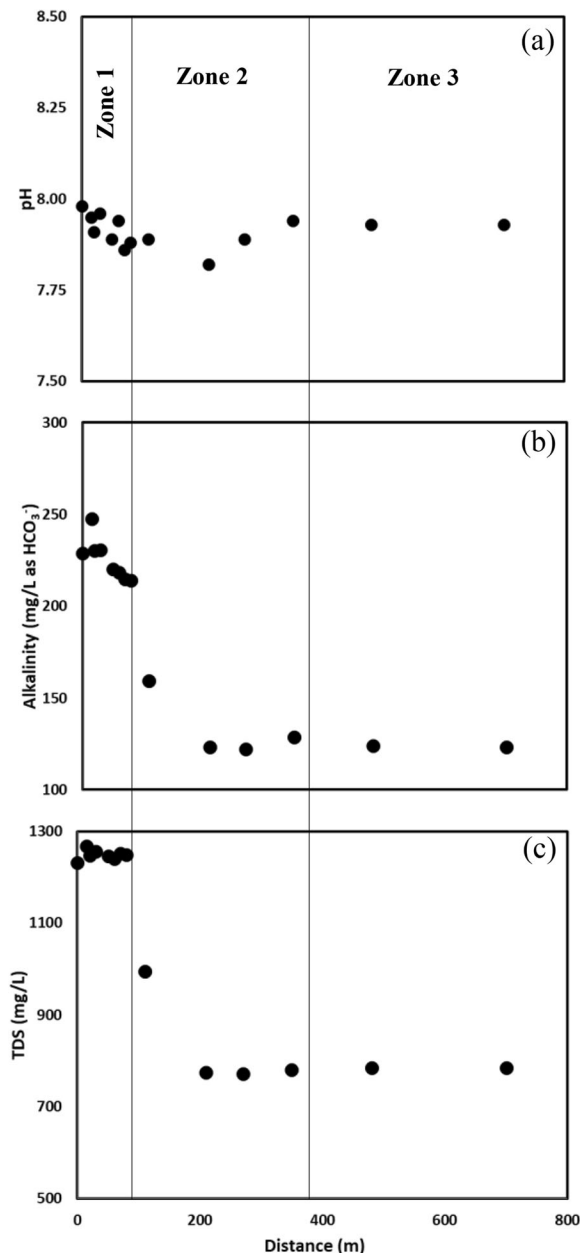 8.50
(a)
Zone 1
Zone 2
Zone 3
8.25
8.00
pH
7.75
7.50
300
(b)
250
Alkalinity (mg/L as HCO₃⁻)
200
150
100
1300
(c)
1100
TDS (mg/L)
900
700
500
0 200 400 600 800
Distance (m)